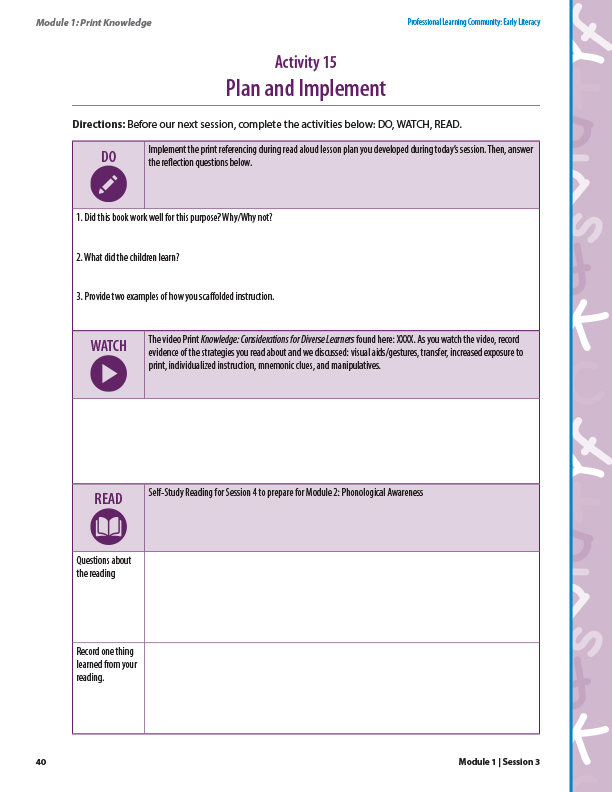 Module 1: Print Knowledge
Professional Learning Community: Early Literacy
Activity 15
Plan and Implement
Directions: Before our next session, complete the activities below: DO, WATCH, READ.
DO
Implement the print referencing during read aloud lesson plan you developed during today's session. Then, answer
the reflection questions below.
1. Did this book work well for this purpose? Why/Why not?
2. What did the children learn?
3. Provide two examples of how you scaffolded instruction.
WATCH
The video Print Knowledge: Considerations for Diverse Learners found here: XXXX. As you watch the video, record
evidence of the strategies you read about and we discussed: visual aids/gestures, transfer, increased exposure to
print, individualized instruction, mnemonic clues, and manipulatives.
READ
Self-Study Reading for Session 4 to prepare for Module 2: Phonological Awareness
Questions about
the reading
Record one thing
learned from your
reading.
40
Module 1 | Session 3